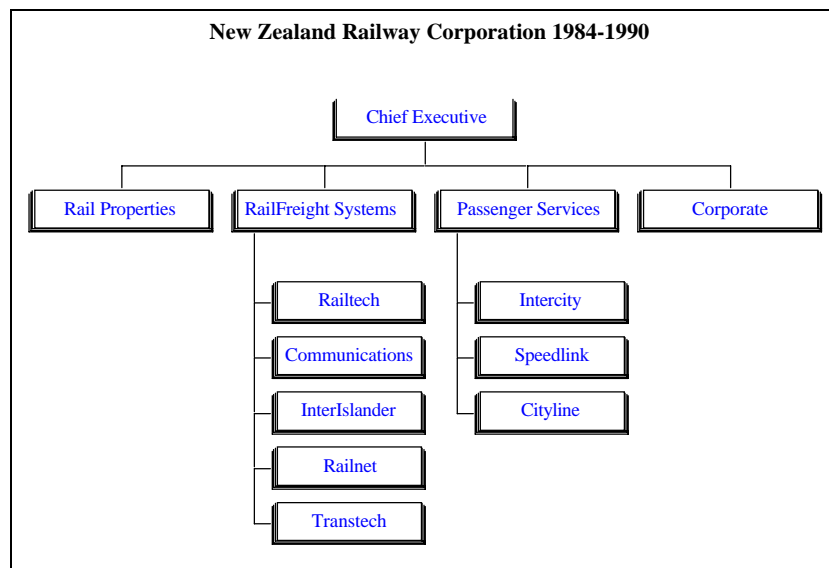 New Zealand Railway Corporation 1984-1990
Chief Executive
Rail Properties
RailFreight Systems
Passenger Services
Corporate
Railtech
Communications
InterIslander
Railnet
Transtech
Intercity
Speedlink
Cityline